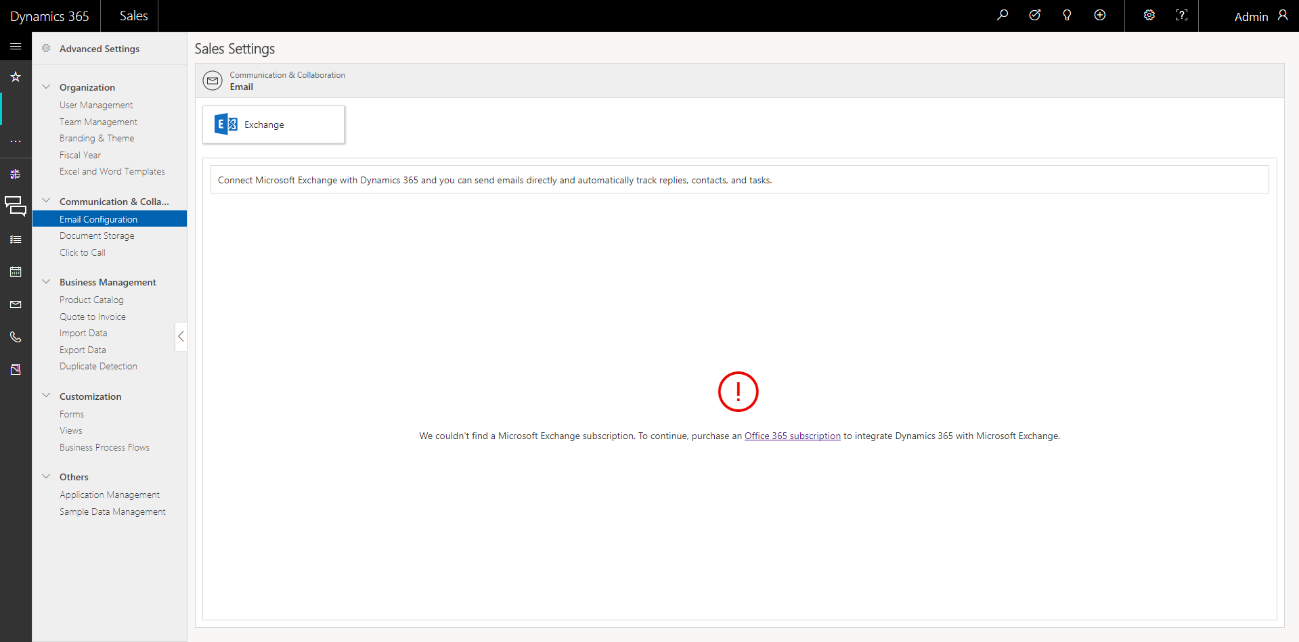 Dynamics 365
Sales
Admin
Advanced Settings
Organization
User Management
Team Management
Branding & Theme
Fiscal Year
Excel and Word Templates
Communication & Colla...
Email Configuration
Document Storage
Click to Call
Business Management
Product Catalog
Quote to Invoice
Import Data
Export Data
Duplicate Detection
Customization
Forms
Views
Business Process Flows
Others
Application Management
Sample Data Management
Sales Settings
Communication & Collaboration
Email
Exchange
Connect Microsoft Exchange with Dynamics 365 and you can send emails directly and automatically track replies, contacts, and tasks.
We couldn't find a Microsoft Exchange subscription. To continue, purchase an Office 365 subscription to integrate Dynamics 365 with Microsoft Exchange.